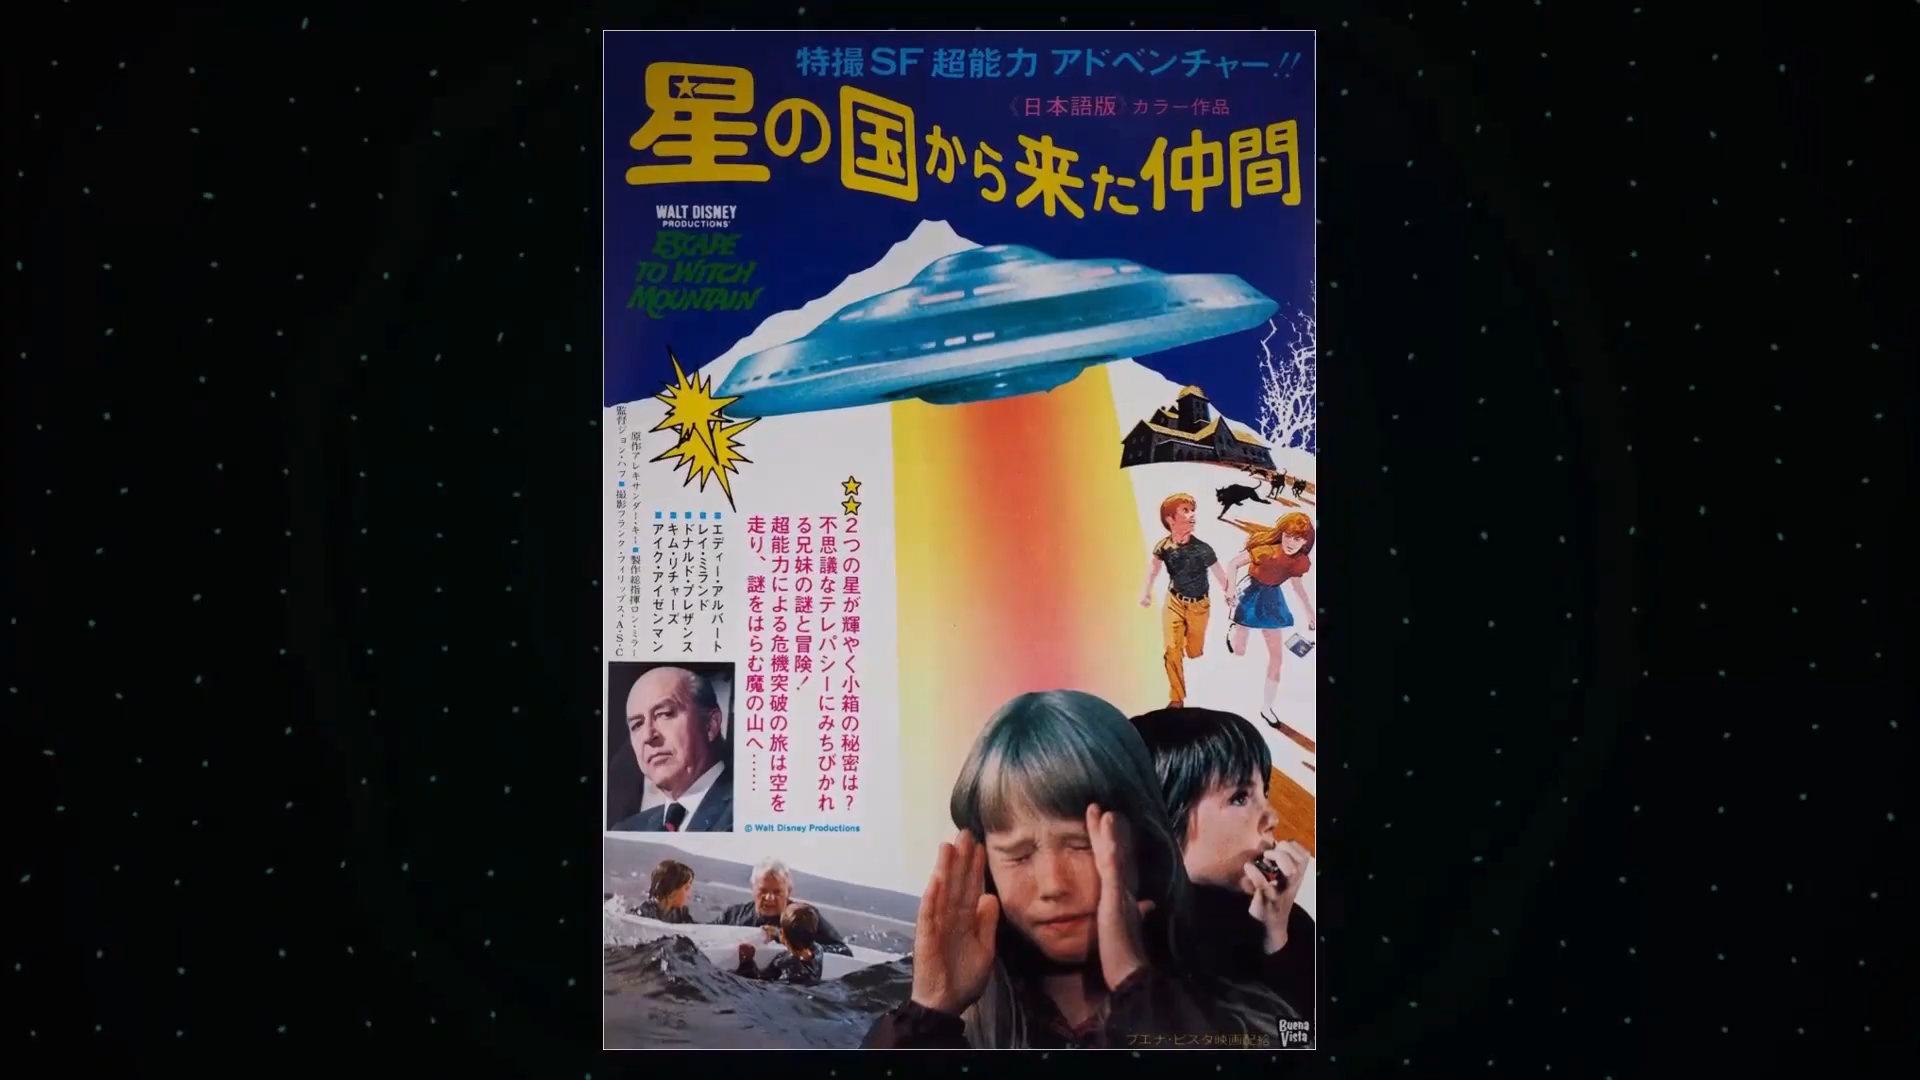 特撮SF 超能力 アドベンチャー!!
《日本語版》カラー作品
星の国から来た仲間
WALT DISNEY
PRODUCTIONS
ESCAPE
TO WITCH
MOUNTAIN
2つの星が輝やく小箱の秘密は?
不思議なテレパシーにみちびかれ
る兄妹の謎と冒険!
超能力による危機突破の旅は空を
走り、謎をはらむ魔の山へ……
■エディー・アルバート
■レイ・ミランド
■ドナルド・プレザンス
■キム・リチャーズ
■アイク・アイゼンマン
原作アレキサンダー・キー■製作総指揮ロン・ミラー
監督ジョン・ハフ■撮影フランク・フィリップス,A・S・C
© Walt Disney Productions
ブエナ・ビスタ映画配給
Buena
Vista